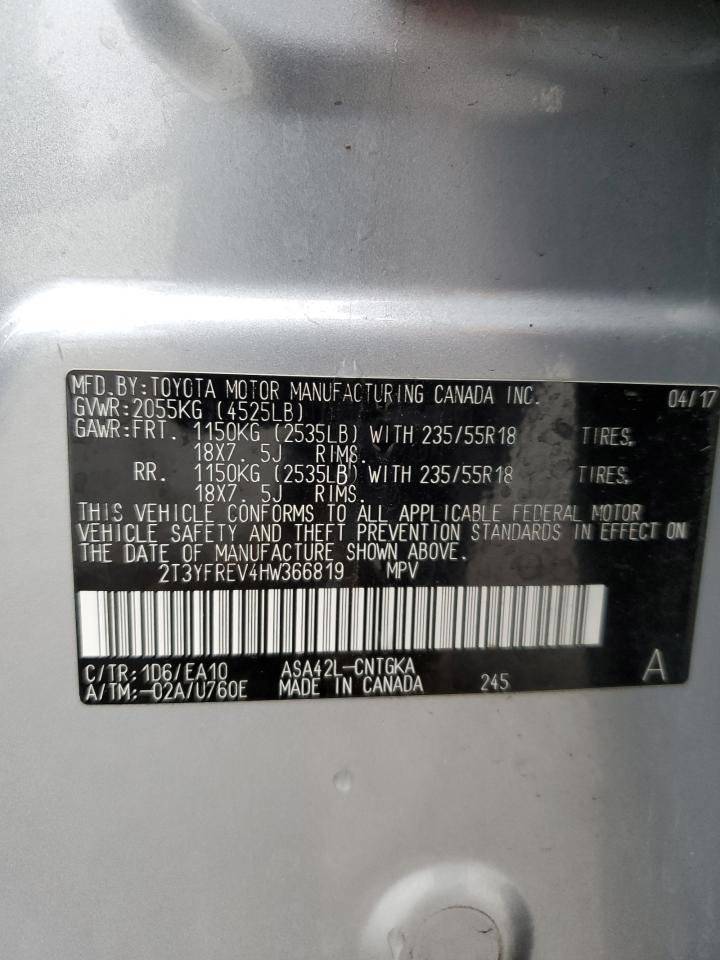 MFD.BY:TOYOTA MOTOR MANUFACTURING CANADA INC. 04/17
GVWR:2055KG (4525LB)
GAWR:FRT. 1150KG (2535LB) WITH 235/55R18 TIRES,
18X7.5J RIMS.
RR. 1150KG (2535LB) WITH 235/55R18 TIRES,
18X7.5J RIMS.
THIS VEHICLE CONFORMS TO ALL APPLICABLE FEDERAL MOTOR
VEHICLE SAFETY AND THEFT PREVENTION STANDARDS IN EFFECT ON
THE DATE OF MANUFACTURE SHOWN ABOVE.
2T3YFREV4HW366819 MPV
C/TR:1D6/EA10 ASA42L-CNTGKA A
A/TM:-02A/U760E MADE IN CANADA 245